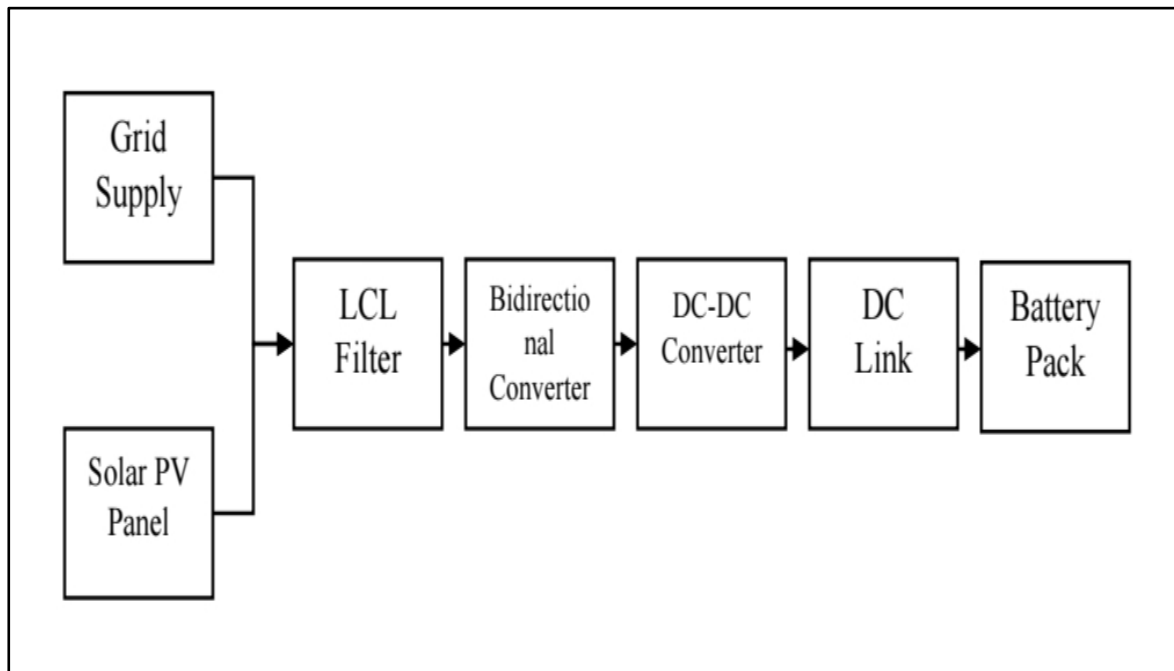 Grid
Supply
Solar PV
Panel
LCL
Filter
Bidirectio
nal
Converter
DC-DC
Converter
DC
Link
Battery
Pack